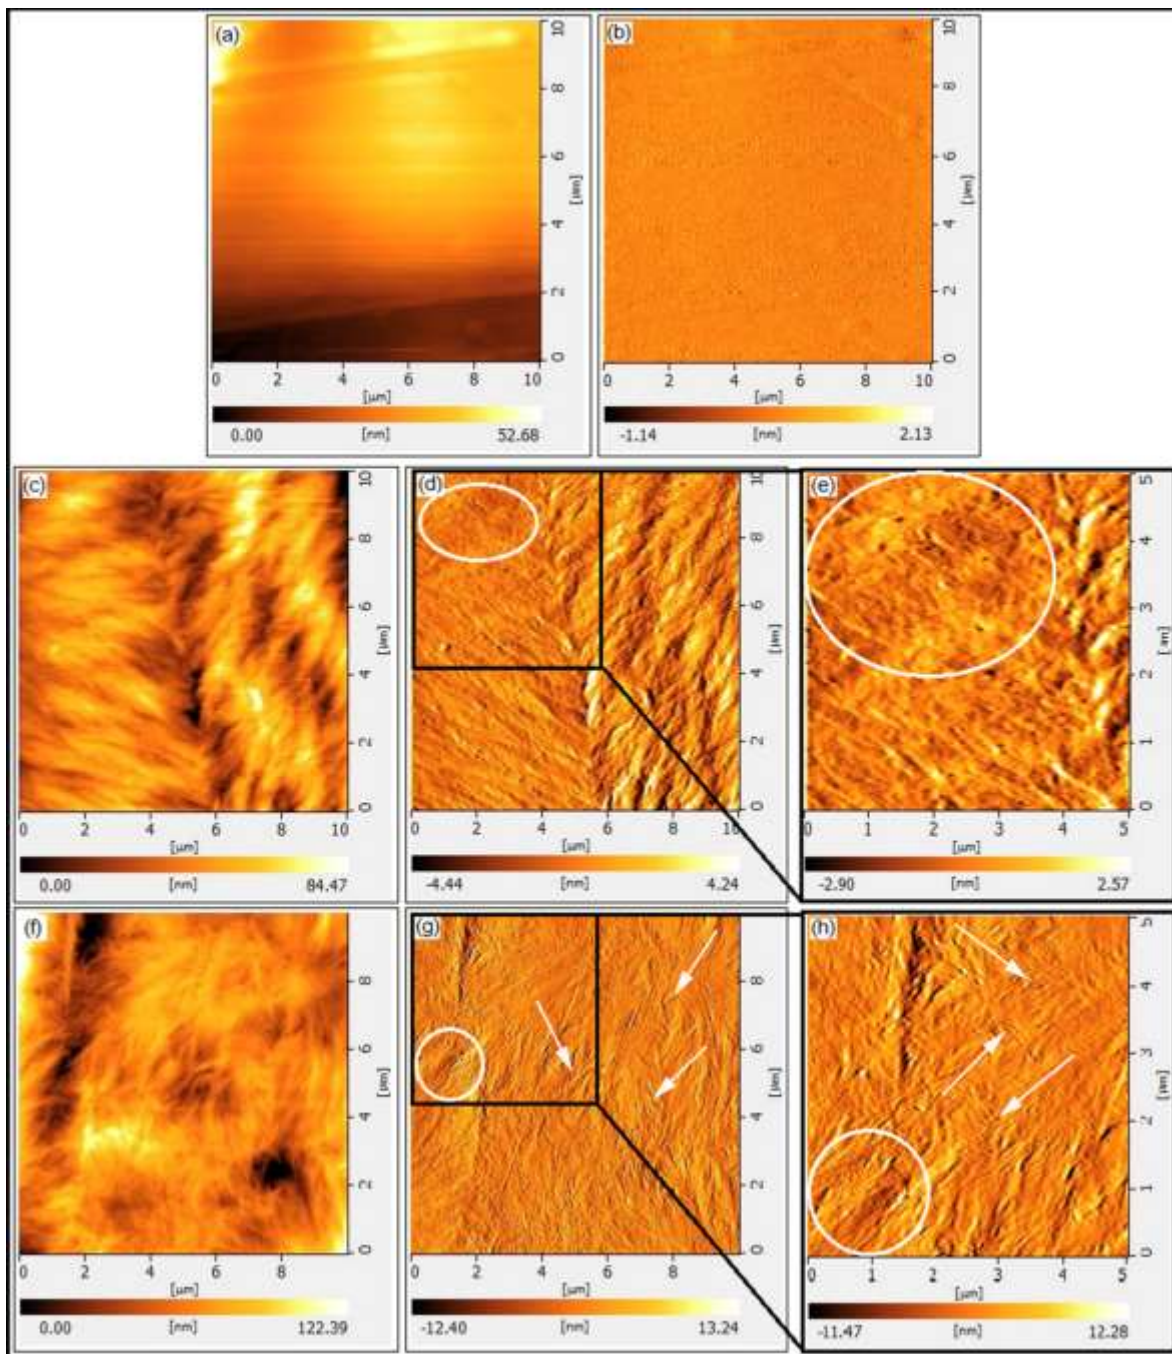 (a)
10
8
6
4
2
0
[µm]
0 2 4 6 8 10
[µm]
0.00 [nm] 52.68
(b)
10
8
6
4
2
0
[µm]
0 2 4 6 8 10
[µm]
-1.14 [nm] 2.13
(c)
10
8
6
4
2
0
[µm]
0 2 4 6 8 10
[µm]
0.00 [nm] 84.47
(d)
10
8
6
4
2
0
[µm]
0 2 4 6 8 10
[µm]
-4.44 [nm] 4.24
(e)
5
4
3
2
1
0
[µm]
0 1 2 3 4 5
[µm]
-2.90 [nm] 2.57
(f)
8
6
4
2
0
[µm]
0 2 4 6 8
[µm]
0.00 [nm] 122.39
(g)
8
6
4
2
0
[µm]
0 2 4 6 8
[µm]
-12.40 [nm] 13.24
(h)
5
4
3
2
1
0
[µm]
0 1 2 3 4 5
[µm]
-11.47 [nm] 12.28